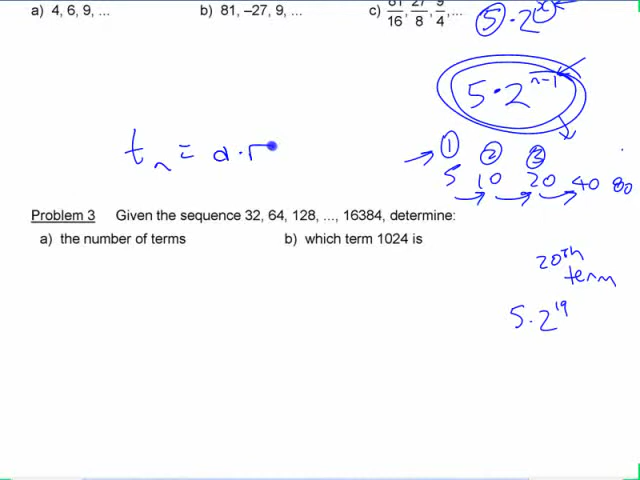 a) 4, 6, 9, ... b) 81, –27, 9, ... c) 81/16, 27/8, 9/4, ...
5 · 2
5 · 2^(n-1)
t_n = a · r
1 2 3
5 10 20 40 80
Problem 3 Given the sequence 32, 64, 128, ..., 16384, determine:
a) the number of terms b) which term 1024 is
20th
term
5 · 2^19